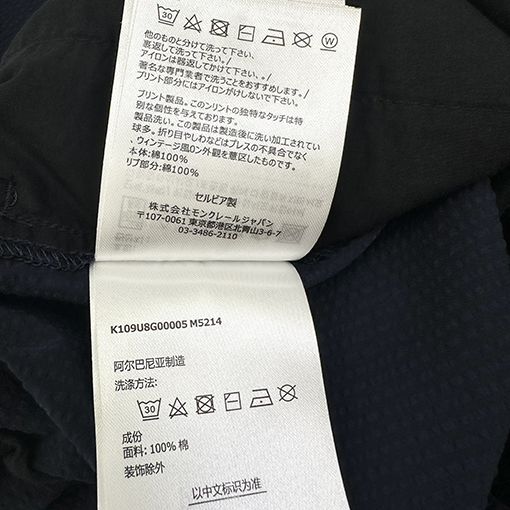 30
W
他のものと分けて洗って下さい、
裏返して洗って下さい。/
アイロンは器返してかけて下さい、。/
著名な専門業者で洗うことをおすすめします。/
プリント部分にはアイロンがけしないで下さい。
プリント製品。このンリントの独特なタッチは特
別な個性を与えております。
製品洗い。この製品は製造後に洗い加工されてい
球多。折り目やしわなどはプレスの不具合でなく
、ウィンテージ風0ン外観を意区したものです。
本体:綿100%
リブ部分:綿100%
セルビア製
株式会社モンクレールジャパン
〒107-0061 東京都港区北青山3-6-7
03-3486-2110
K109U8G00005 M5214
阿尔巴尼亚制造
洗涤方法:
30
成份
面料: 100% 棉
装饰除外
以中文标识为准